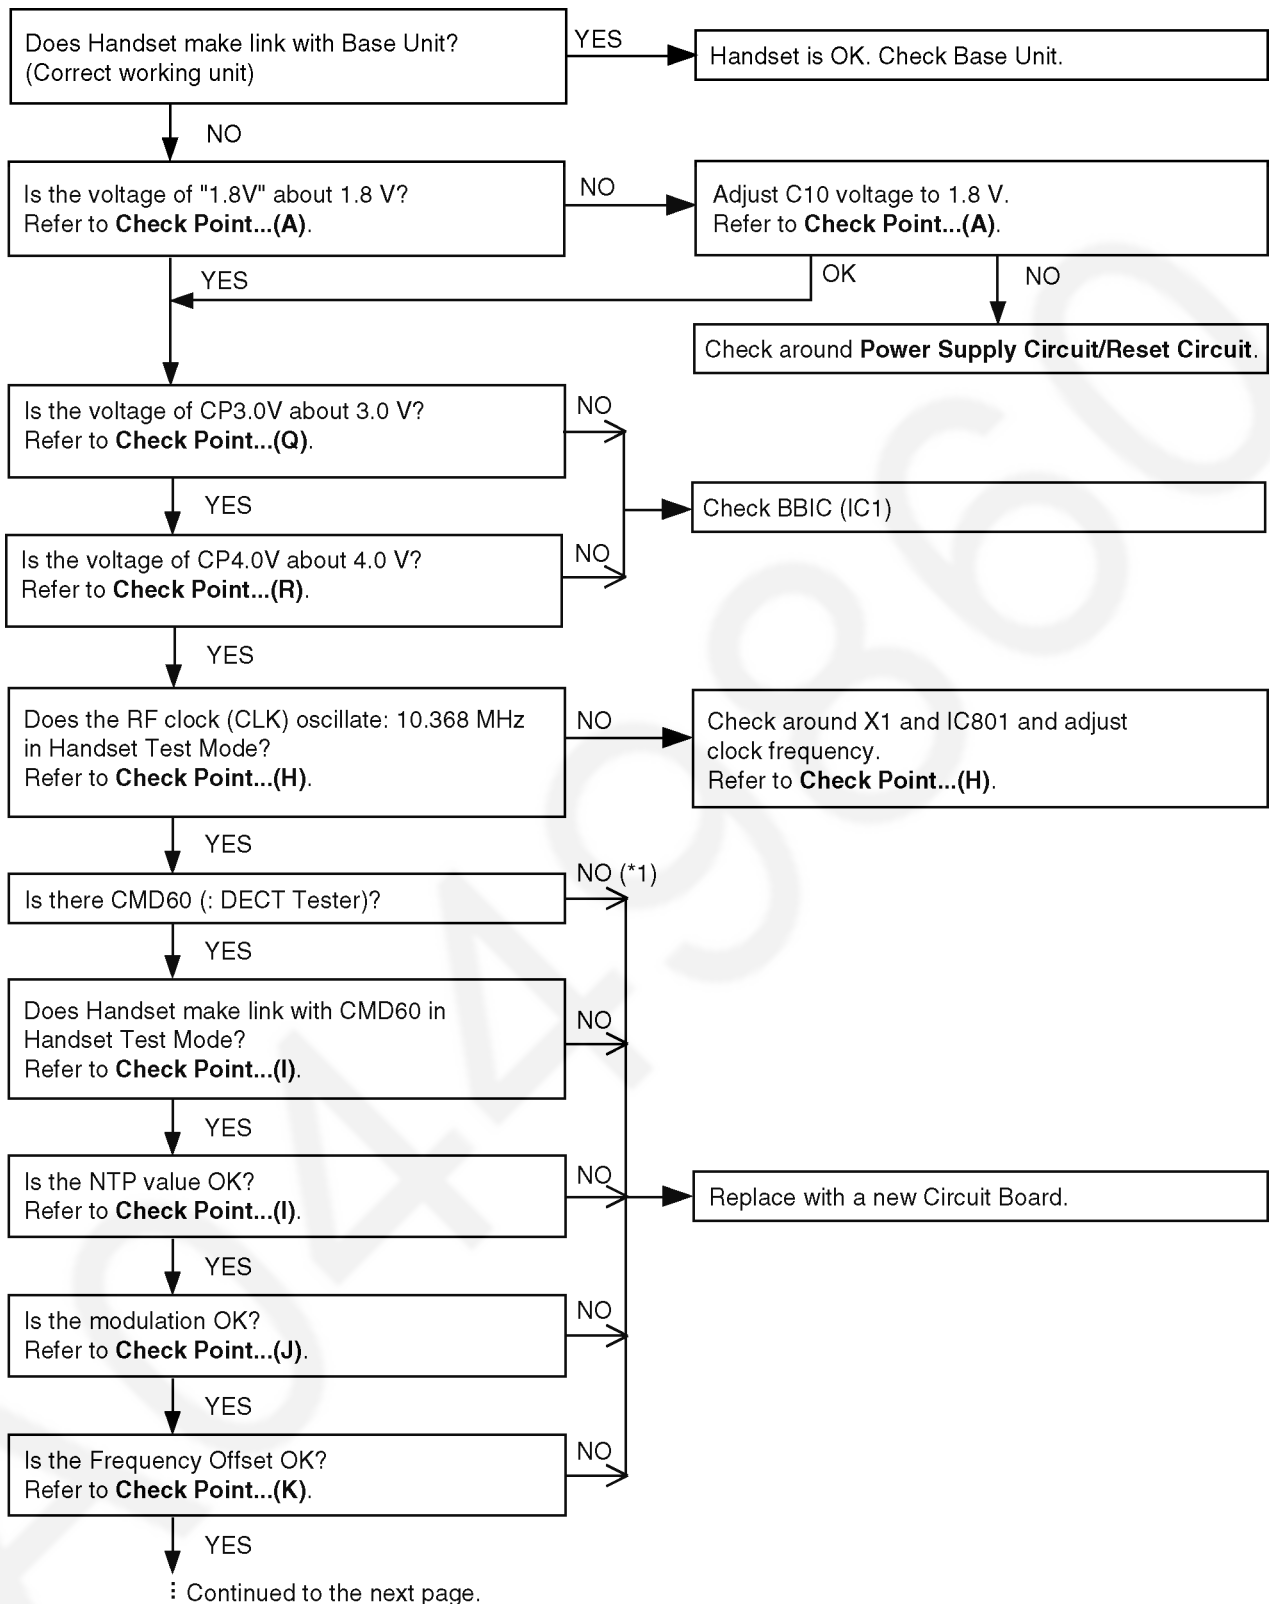 Does Handset make link with Base Unit?
(Correct working unit)
YES
Handset is OK. Check Base Unit.
NO
Is the voltage of "1.8V" about 1.8 V?
Refer to Check Point...(A).
NO
Adjust C10 voltage to 1.8 V.
Refer to Check Point...(A).
YES
OK
NO
Check around Power Supply Circuit/Reset Circuit.
Is the voltage of CP3.0V about 3.0 V?
Refer to Check Point...(Q).
NO
YES
Check BBIC (IC1)
Is the voltage of CP4.0V about 4.0 V?
Refer to Check Point...(R).
NO
YES
Does the RF clock (CLK) oscillate: 10.368 MHz
in Handset Test Mode?
Refer to Check Point...(H).
NO
Check around X1 and IC801 and adjust
clock frequency.
Refer to Check Point...(H).
YES
Is there CMD60 (: DECT Tester)?
NO (*1)
YES
Does Handset make link with CMD60 in
Handset Test Mode?
Refer to Check Point...(I).
NO
YES
Is the NTP value OK?
Refer to Check Point...(I).
NO
Replace with a new Circuit Board.
YES
Is the modulation OK?
Refer to Check Point...(J).
NO
YES
Is the Frequency Offset OK?
Refer to Check Point...(K).
NO
YES
Continued to the next page.